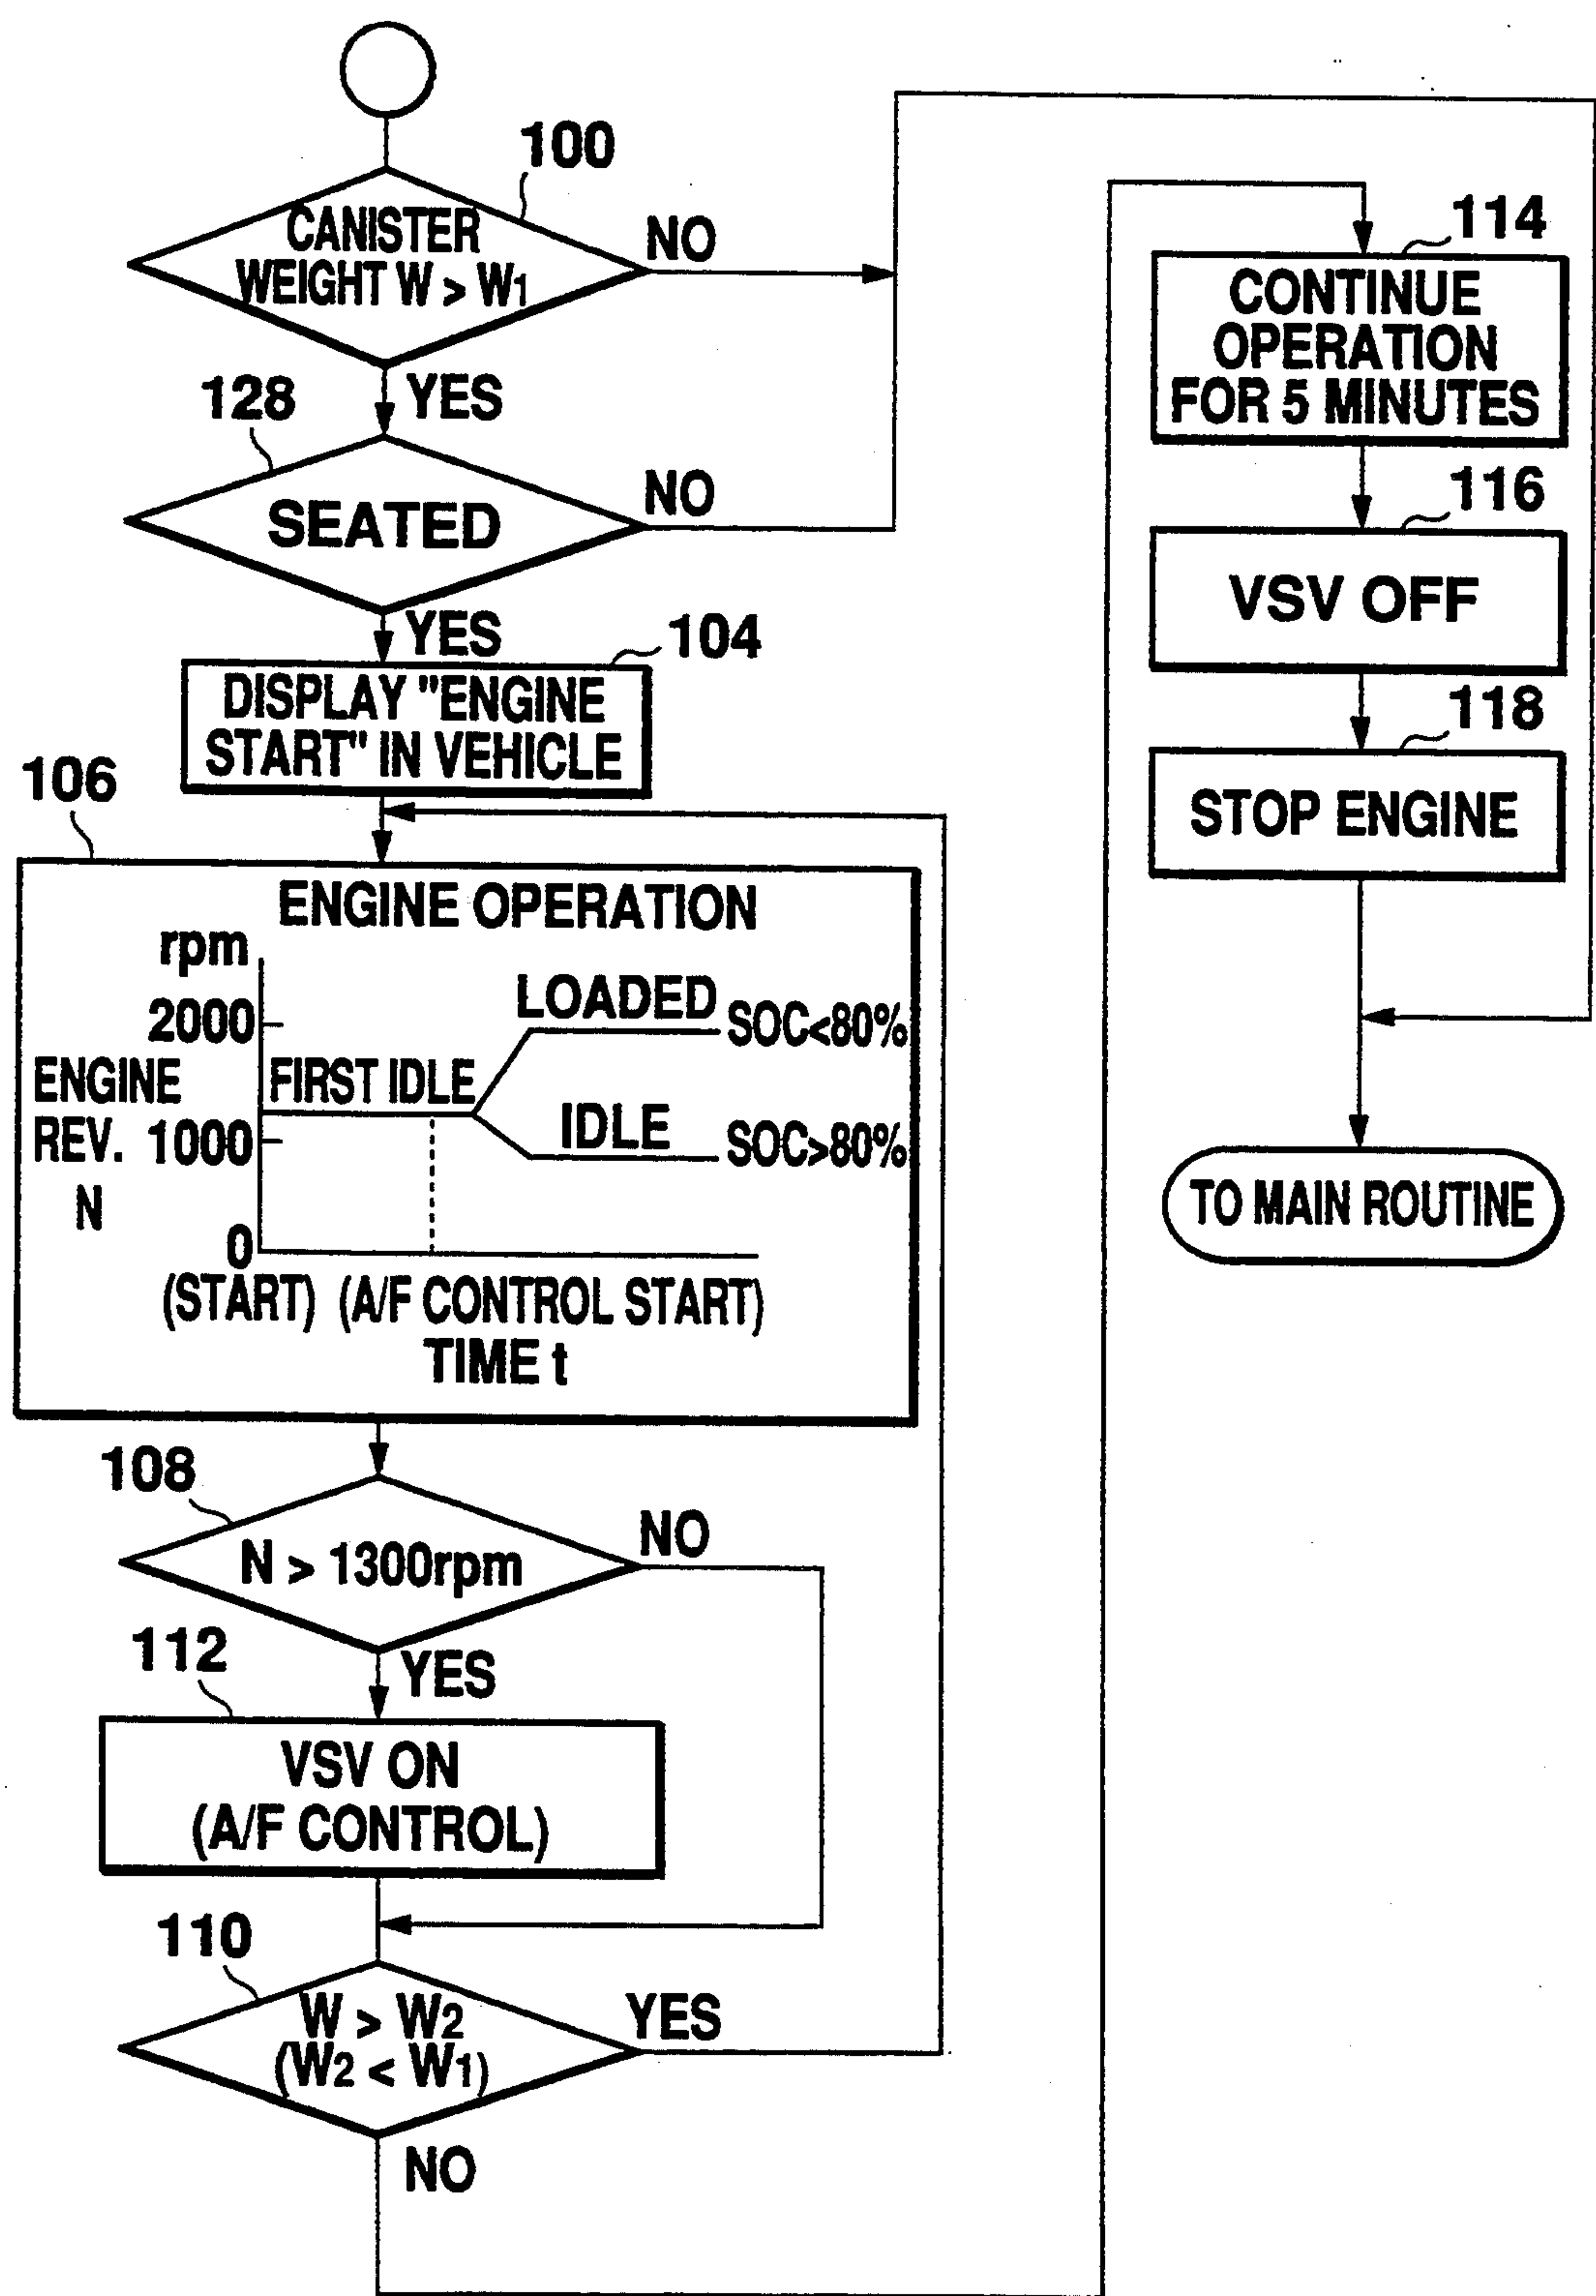 100
CANISTER
WEIGHT W > W1
NO
YES
128
SEATED
NO
YES
104
DISPLAY "ENGINE
START" IN VEHICLE
106
ENGINE OPERATION
rpm
2000
LOADED
SOC<80%
ENGINE
REV.
N
FIRST IDLE
1000
IDLE
SOC>80%
0
(START) (A/F CONTROL START)
TIME t
108
N > 1300rpm
NO
YES
112
VSV ON
(A/F CONTROL)
110
W > W2
(W2 < W1)
YES
NO
114
CONTINUE
OPERATION
FOR 5 MINUTES
116
VSV OFF
118
STOP ENGINE
TO MAIN ROUTINE